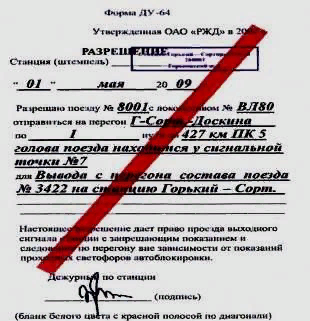 Форма ДУ-64
Утвержденная ОАО «РЖД» в 20
РАЗРЕШЕНИЕ
Станция (штемпель)
" 01 " мая 20 09
Разрешаю поезду № 8001 с локомотивом № ВЛ80
отправиться на перегон Г-Сорт.-Доскина
по I пути 427 км ПК 5
голова поезда находится у сигнальной
точки №7
для Вывода с перегона состава поезда
№ 3422 на станцию Горький – Сорт.
Настоящее разрешение дает право проезда выходного
сигнала станции с запрещающим показанием и
следования по перегону вне зависимости от показаний
проходных светофоров автоблокировки.
Дежурный по станции
(подпись)
(бланк белого цвета с красной полосой по диагонали)